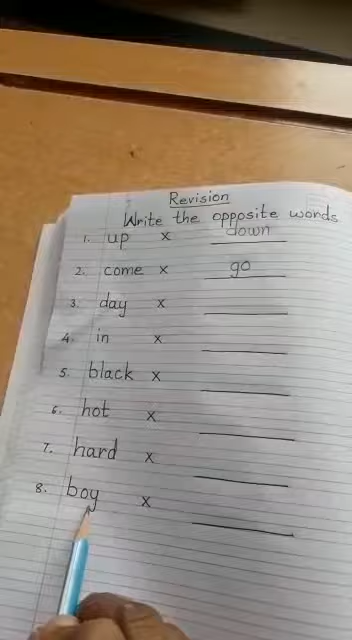 Revision
Write the opposite words
1. up x down
2. come x go
3. day x
4. in x
5. black x
6. hot x
7. hard x
8. boy x